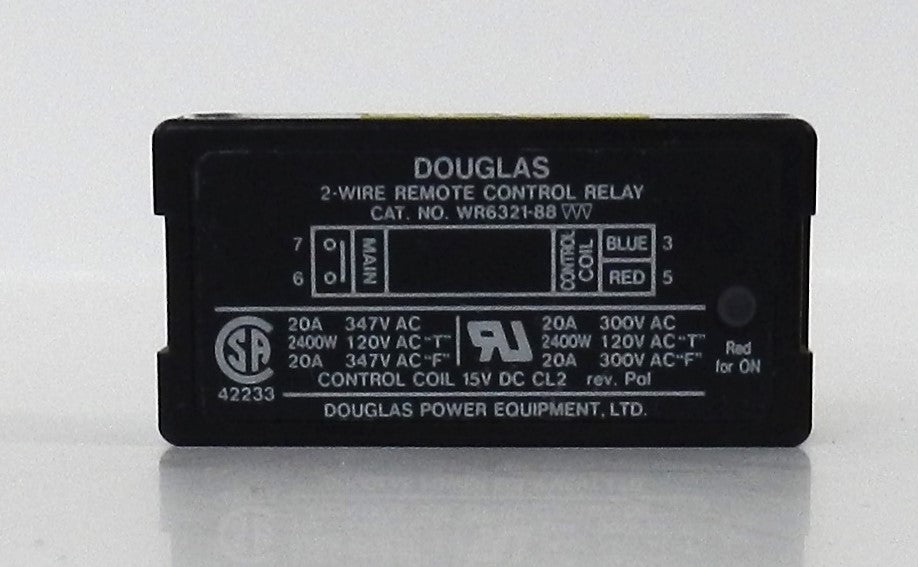 DOUGLAS
2-WIRE REMOTE CONTROL RELAY
CAT. NO. WR6321-88
7 MAIN CONTROL COIL BLUE 3
6 RED 5
20A 347V AC 20A 300V AC
2400W 120V AC "T" 2400W 120V AC "T"
20A 347V AC "F" 20A 300V AC "F"
SA
RU
Red
for ON
42233
CONTROL COIL 15V DC CL2 rev. Pol
DOUGLAS POWER EQUIPMENT, LTD.